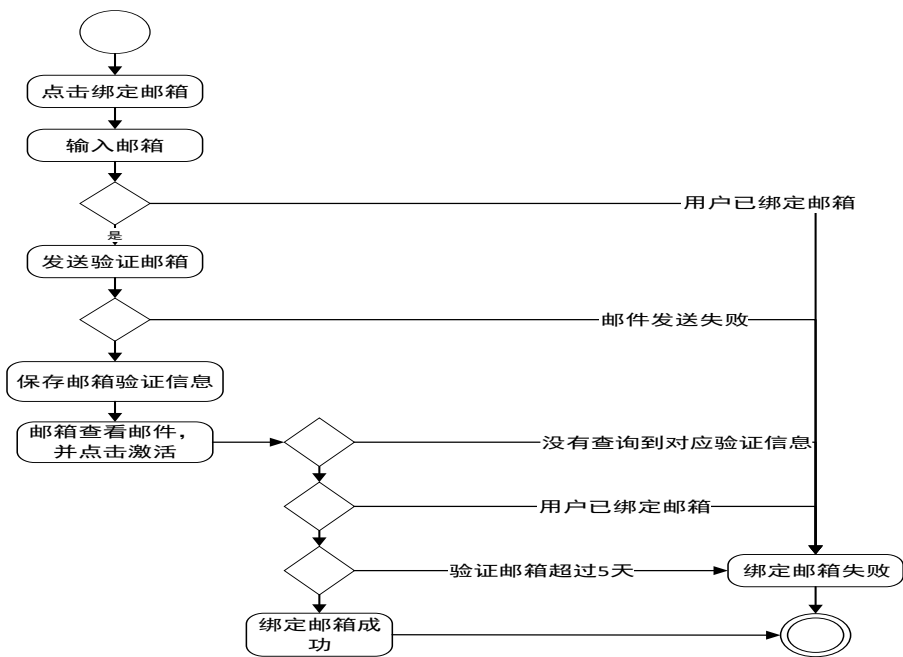 点击绑定邮箱
输入邮箱
用户已绑定邮箱
是
发送验证邮箱
邮件发送失败
保存邮箱验证信息
邮箱查看邮件，
并点击激活
没有查询到对应验证信息
用户已绑定邮箱
验证邮箱超过5天
绑定邮箱失败
绑定邮箱成
功